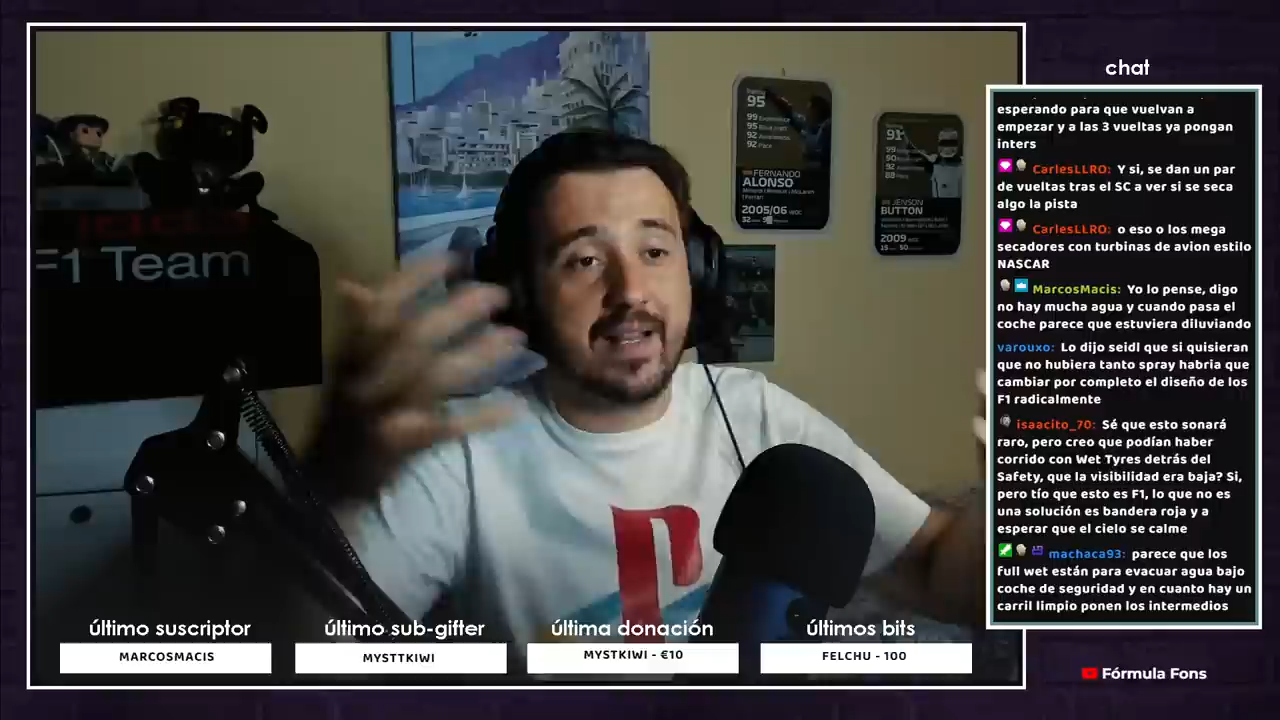 chat
esperando para que vuelvan a
empezar y a las 3 vueltas ya pongan
inters
CarlesLLRO: Y si, se dan un par
de vueltas tras el SC a ver si se seca
algo la pista
CarlesLLRO: o eso o los mega
secadores con turbinas de avion estilo
NASCAR
MarcosMacis: Yo lo pense, digo
no hay mucha agua y cuando pasa el
coche parece que estuviera diluviando
varouxo: Lo dijo seidl que si quisieran
que no hubiera tanto spray habria que
cambiar por completo el diseño de los
F1 radicalmente
isaacito_70: Sé que esto sonará
raro, pero creo que podían haber
corrido con Wet Tyres detrás del
Safety, que la visibilidad era baja? Si,
pero tío que esto es F1, lo que no es
una solución es bandera roja y a
esperar que el cielo se calme
machaca93: parece que los
full wet están para evacuar agua bajo
coche de seguridad y en cuanto hay un
carril limpio ponen los intermedios
Fórmula Fons
95
FERNANDO
ALONSO
2005/06
91
JENSON
BUTTON
2009
F1 Team
último suscriptor
MARCOSMACIS
último sub-gifter
MYSTTKIWI
última donación
MYSTKIWI - €10
últimos bits
FELCHU - 100